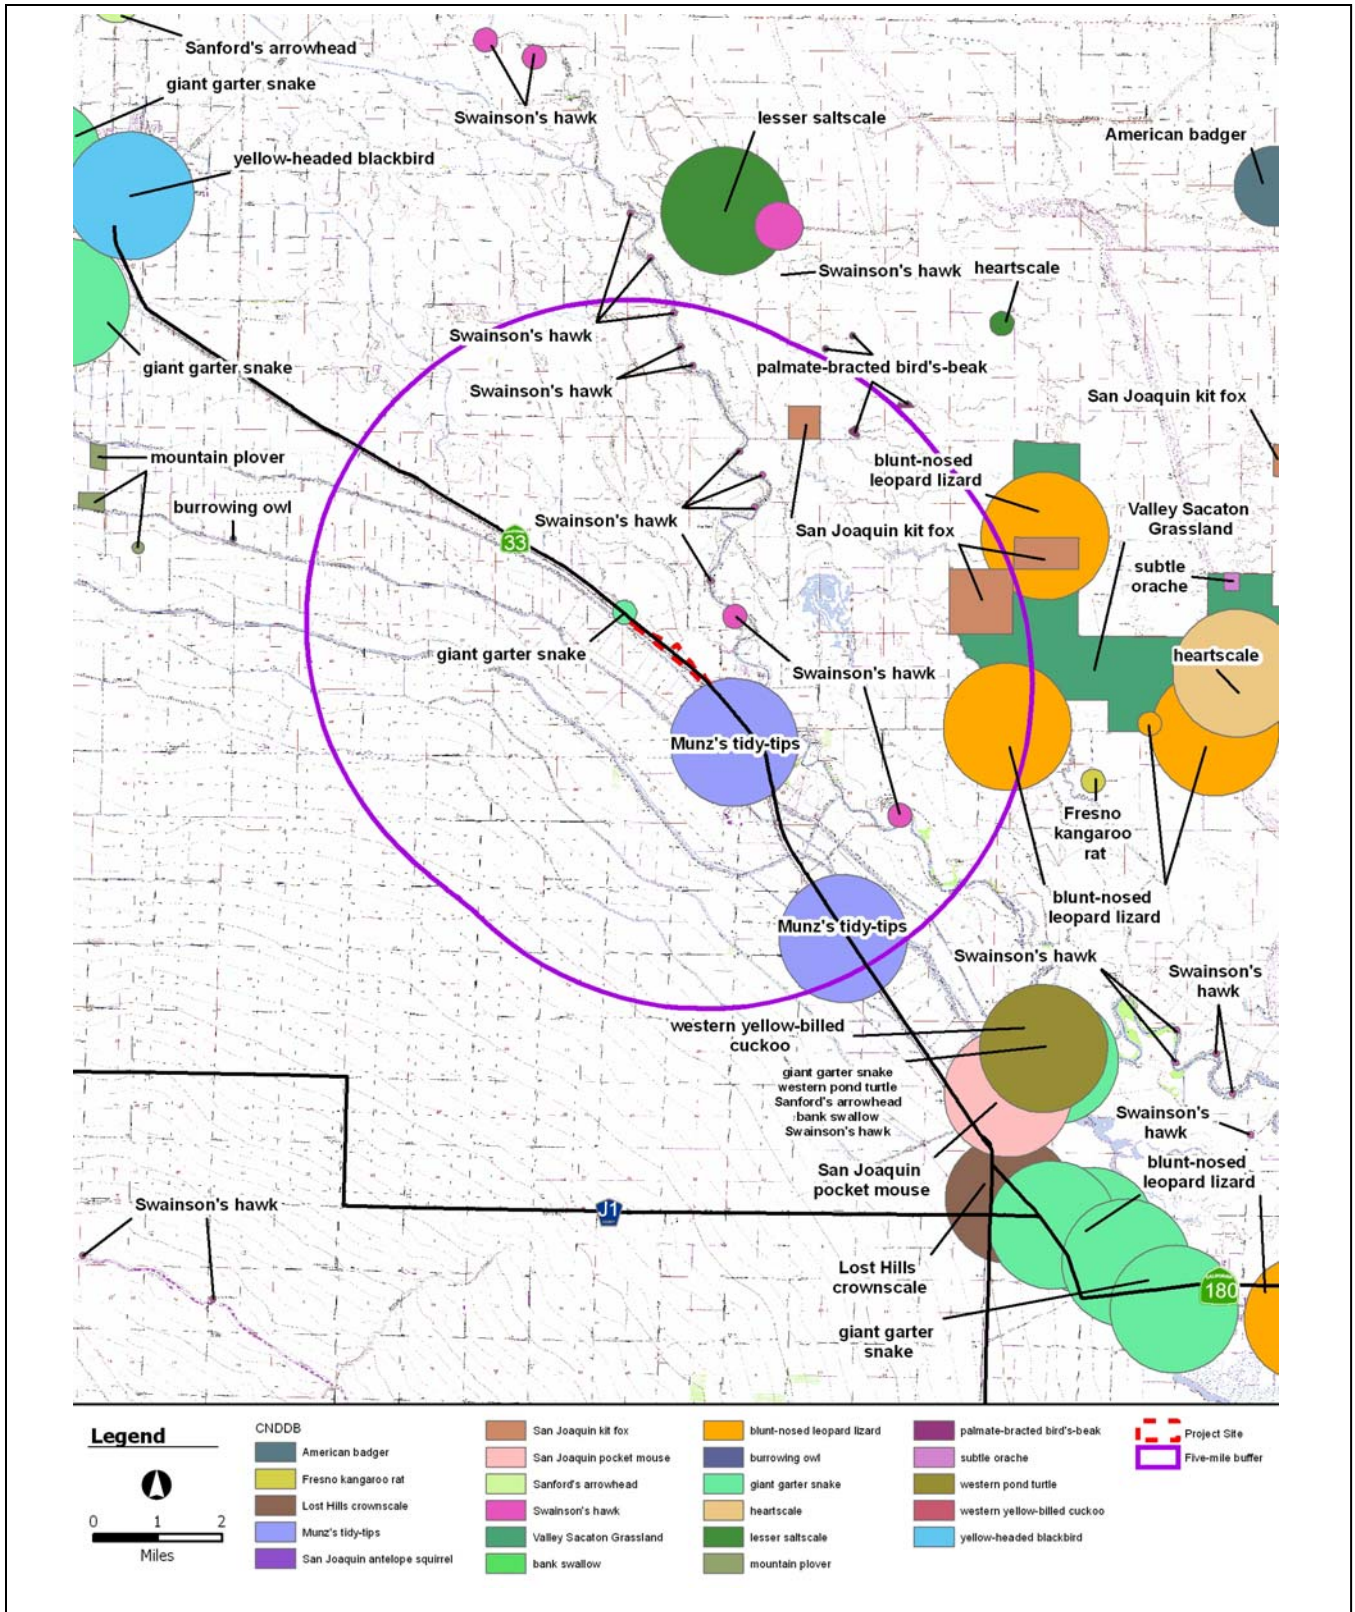 Sanford's arrowhead
giant garter snake
Swainson's hawk
lesser saltscale
American badger
yellow-headed blackbird
Swainson's hawk
heartscale
Swainson's hawk
giant garter snake
palmate-bracted bird's-beak
Swainson's hawk
San Joaquin kit fox
mountain plover
blunt-nosed
leopard lizard
burrowing owl
Valley Sacaton
Grassland
Swainson's hawk
San Joaquin kit fox
33
subtle
orache
giant garter snake
heartscale
Swainson's hawk
Munz's tidy-tips
Fresno
kangaroo
rat
blunt-nosed
leopard lizard
Munz's tidy-tips
Swainson's hawk
Swainson's
hawk
western yellow-billed
cuckoo
giant garter snake
western pond turtle
Sanford's arrowhead
bank swallow
Swainson's hawk
Swainson's
hawk
San Joaquin
pocket mouse
blunt-nosed
leopard lizard
Swainson's hawk
J1
Lost Hills
crownscale
180
giant garter
snake
Legend
0 1 2
Miles
CNDDB
American badger
Fresno kangaroo rat
Lost Hills crownscale
Munz's tidy-tips
San Joaquin antelope squirrel
San Joaquin kit fox
San Joaquin pocket mouse
Sanford's arrowhead
Swainson's hawk
Valley Sacaton Grassland
bank swallow
blunt-nosed leopard lizard
burrowing owl
giant garter snake
heartscale
lesser saltscale
mountain plover
palmate-bracted bird's-beak
subtle orache
western pond turtle
western yellow-billed cuckoo
yellow-headed blackbird
Project Site
Five-mile buffer